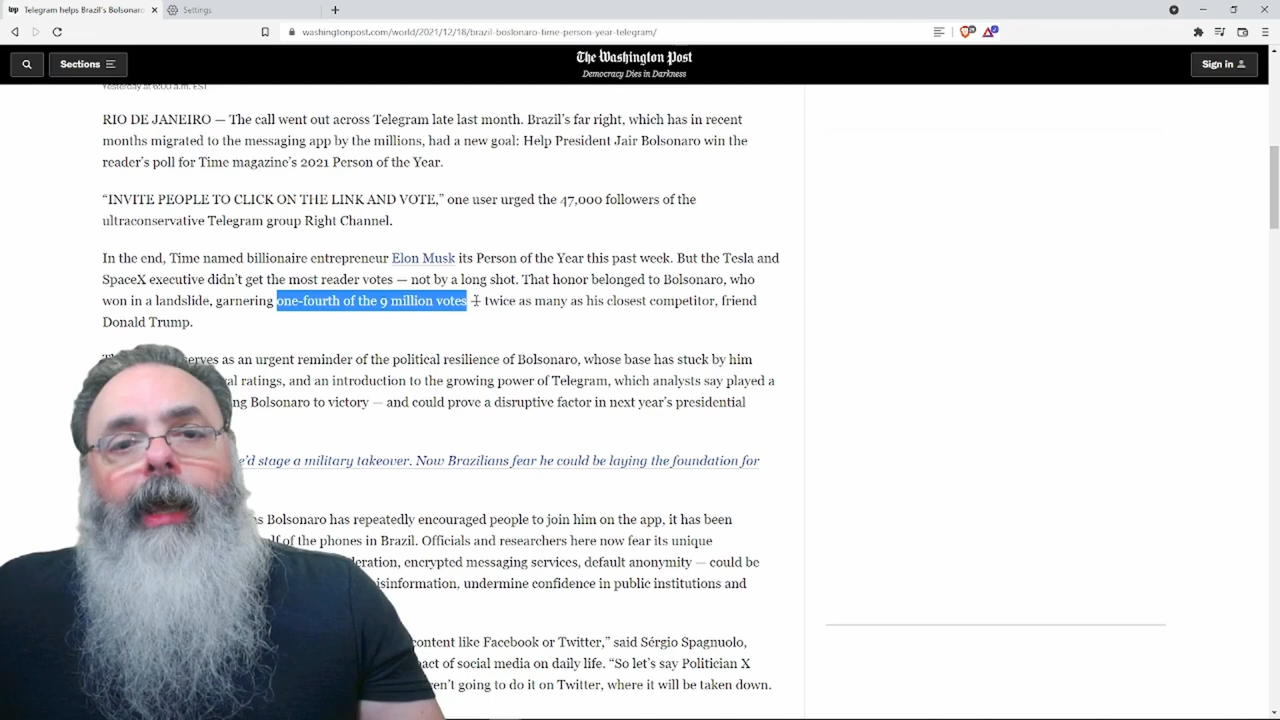 Telegram helps Brazil's Bolsonaro
Settings
washingtonpost.com/world/2021/12/18/brazil-boslonaro-time-person-year-telegram/
Sections
The Washington Post
Democracy Dies in Darkness
Sign in
Yesterday at 6:00 a.m. EST
RIO DE JANEIRO — The call went out across Telegram late last month. Brazil's far right, which has in recent
months migrated to the messaging app by the millions, had a new goal: Help President Jair Bolsonaro win the
reader's poll for Time magazine's 2021 Person of the Year.
“INVITE PEOPLE TO CLICK ON THE LINK AND VOTE,” one user urged the 47,000 followers of the
ultraconservative Telegram group Right Channel.
In the end, Time named billionaire entrepreneur Elon Musk its Person of the Year this past week. But the Tesla and
SpaceX executive didn't get the most reader votes — not by a long shot. That honor belonged to Bolsonaro, who
won in a landslide, garnering one-fourth of the 9 million votes — twice as many as his closest competitor, friend
Donald Trump.
serves as an urgent reminder of the political resilience of Bolsonaro, whose base has stuck by him
ratings, and an introduction to the growing power of Telegram, which analysts say played a
Bolsonaro to victory — and could prove a disruptive factor in next year's presidential
stage a military takeover. Now Brazilians fear he could be laying the foundation for
Bolsonaro has repeatedly encouraged people to join him on the app, it has been
of the phones in Brazil. Officials and researchers here now fear its unique
encrypted messaging services, default anonymity — could be
undermine confidence in public institutions and
content like Facebook or Twitter,” said Sérgio Spagnuolo,
of social media on daily life. “So let's say Politician X
going to do it on Twitter, where it will be taken down.